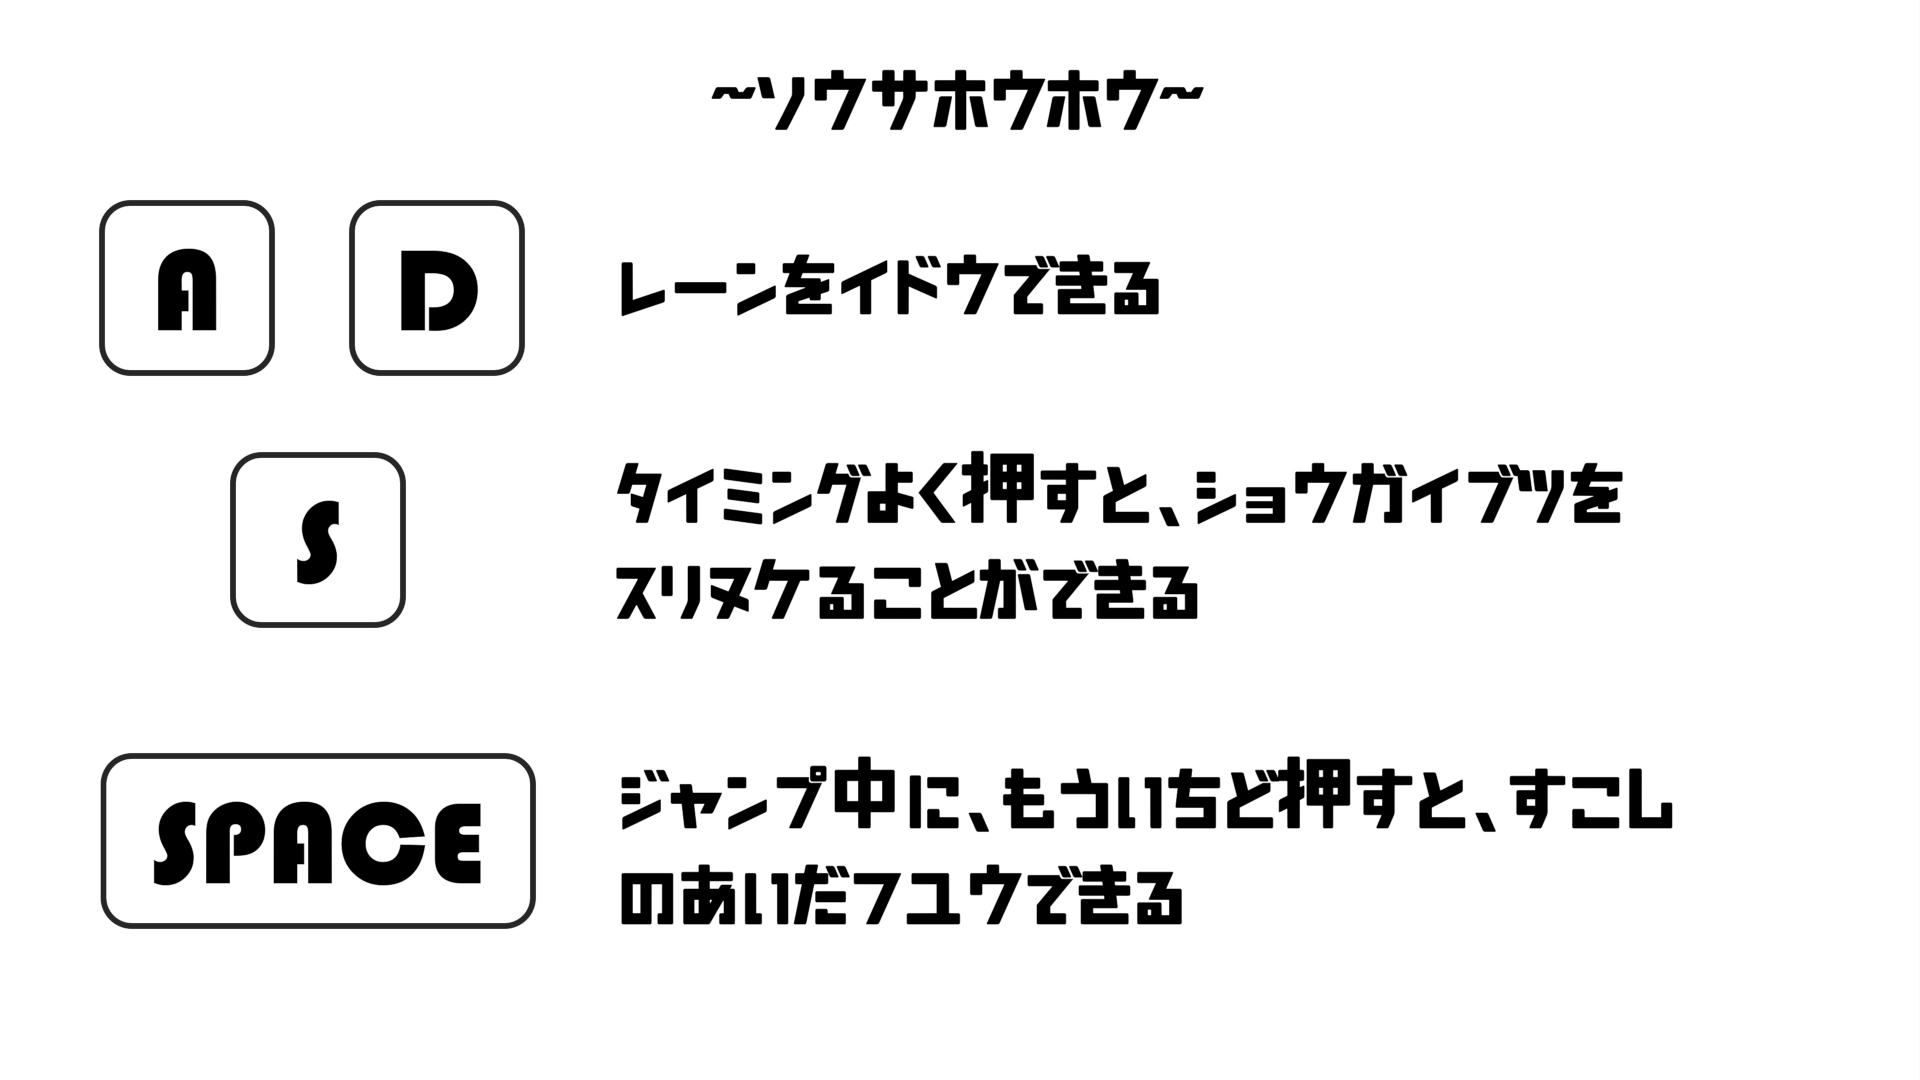 ~ソウサホウホウ~
A D レーンをイドウできる
S タイミングよく押すと、ショウガイブツを
スリヌケることができる
SPACE ジャンプ中に、もういちど押すと、すこし
のあいだフユウできる